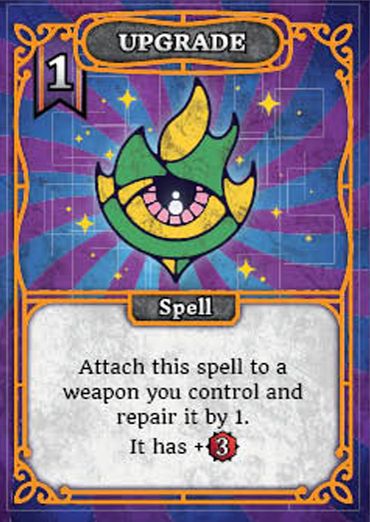 UPGRADE
1
Spell
Attach this spell to a
weapon you control and
repair it by 1.
It has +3